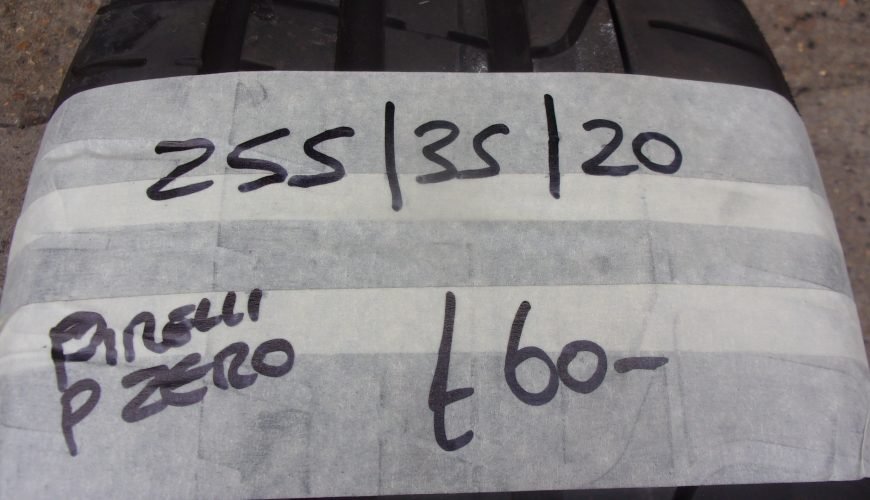 255/35/20
PIRELLI
P ZERO
£60-